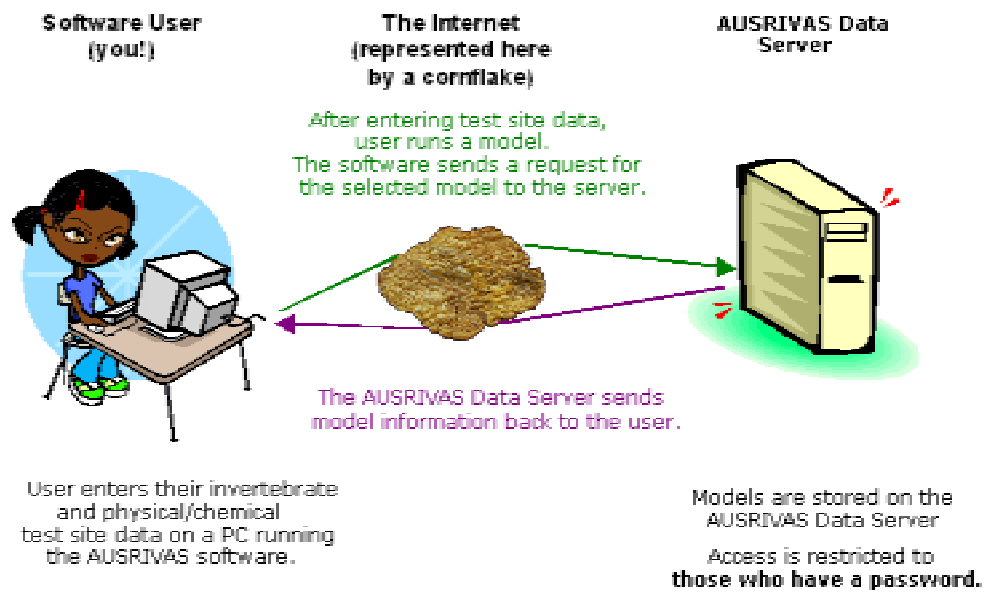 Software User
(you!)
The Internet
(represented here
by a cornflake)
AUSRIVAS Data
Server
After entering test site data,
user runs a model.
The software sends a request for
the selected model to the server.
The AUSRIVAS Data Server sends
model information back to the user.
User enters their invertebrate
and physical/chemical
test site data on a PC running
the AUSRIVAS software.
Models are stored on the
AUSRIVAS Data Server
Access is restricted to
those who have a password.